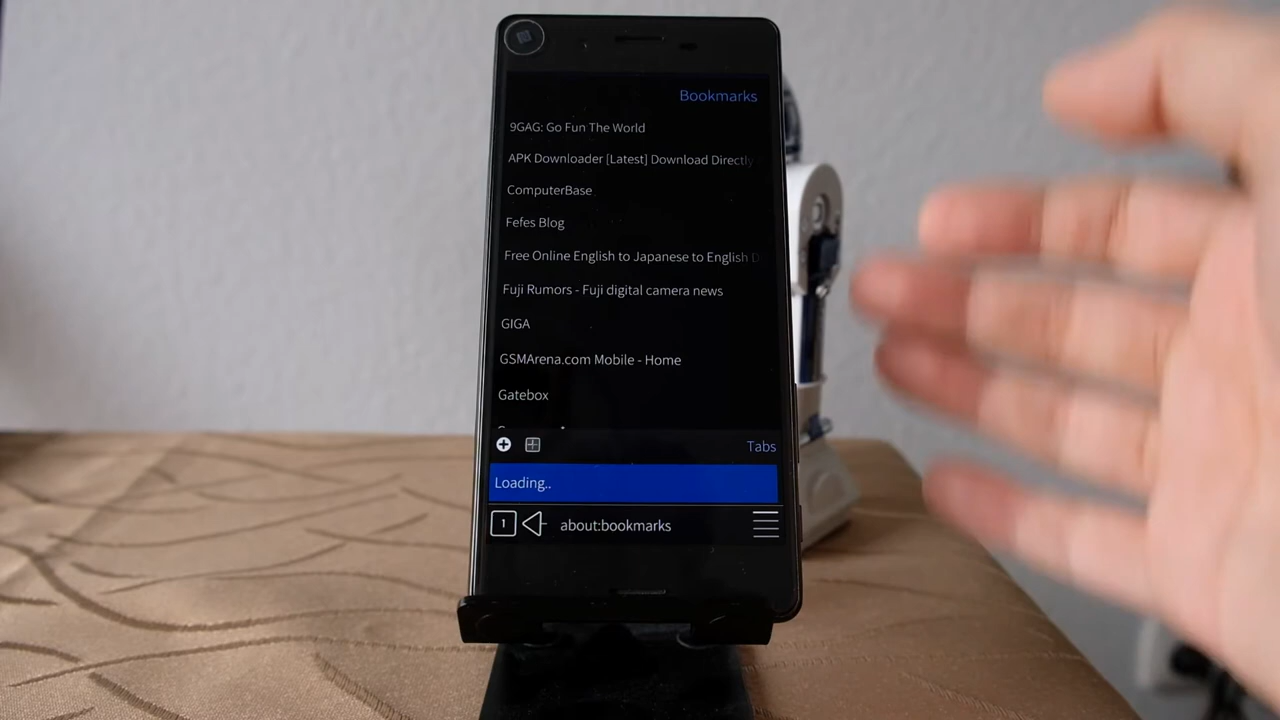 Bookmarks
9GAG: Go Fun The World
APK Downloader [Latest] Download Directly
ComputerBase
Fefes Blog
Free Online English to Japanese to English
Fuji Rumors - Fuji digital camera news
GIGA
GSMArena.com Mobile - Home
Gatebox
Tabs
Loading..
1 about:bookmarks